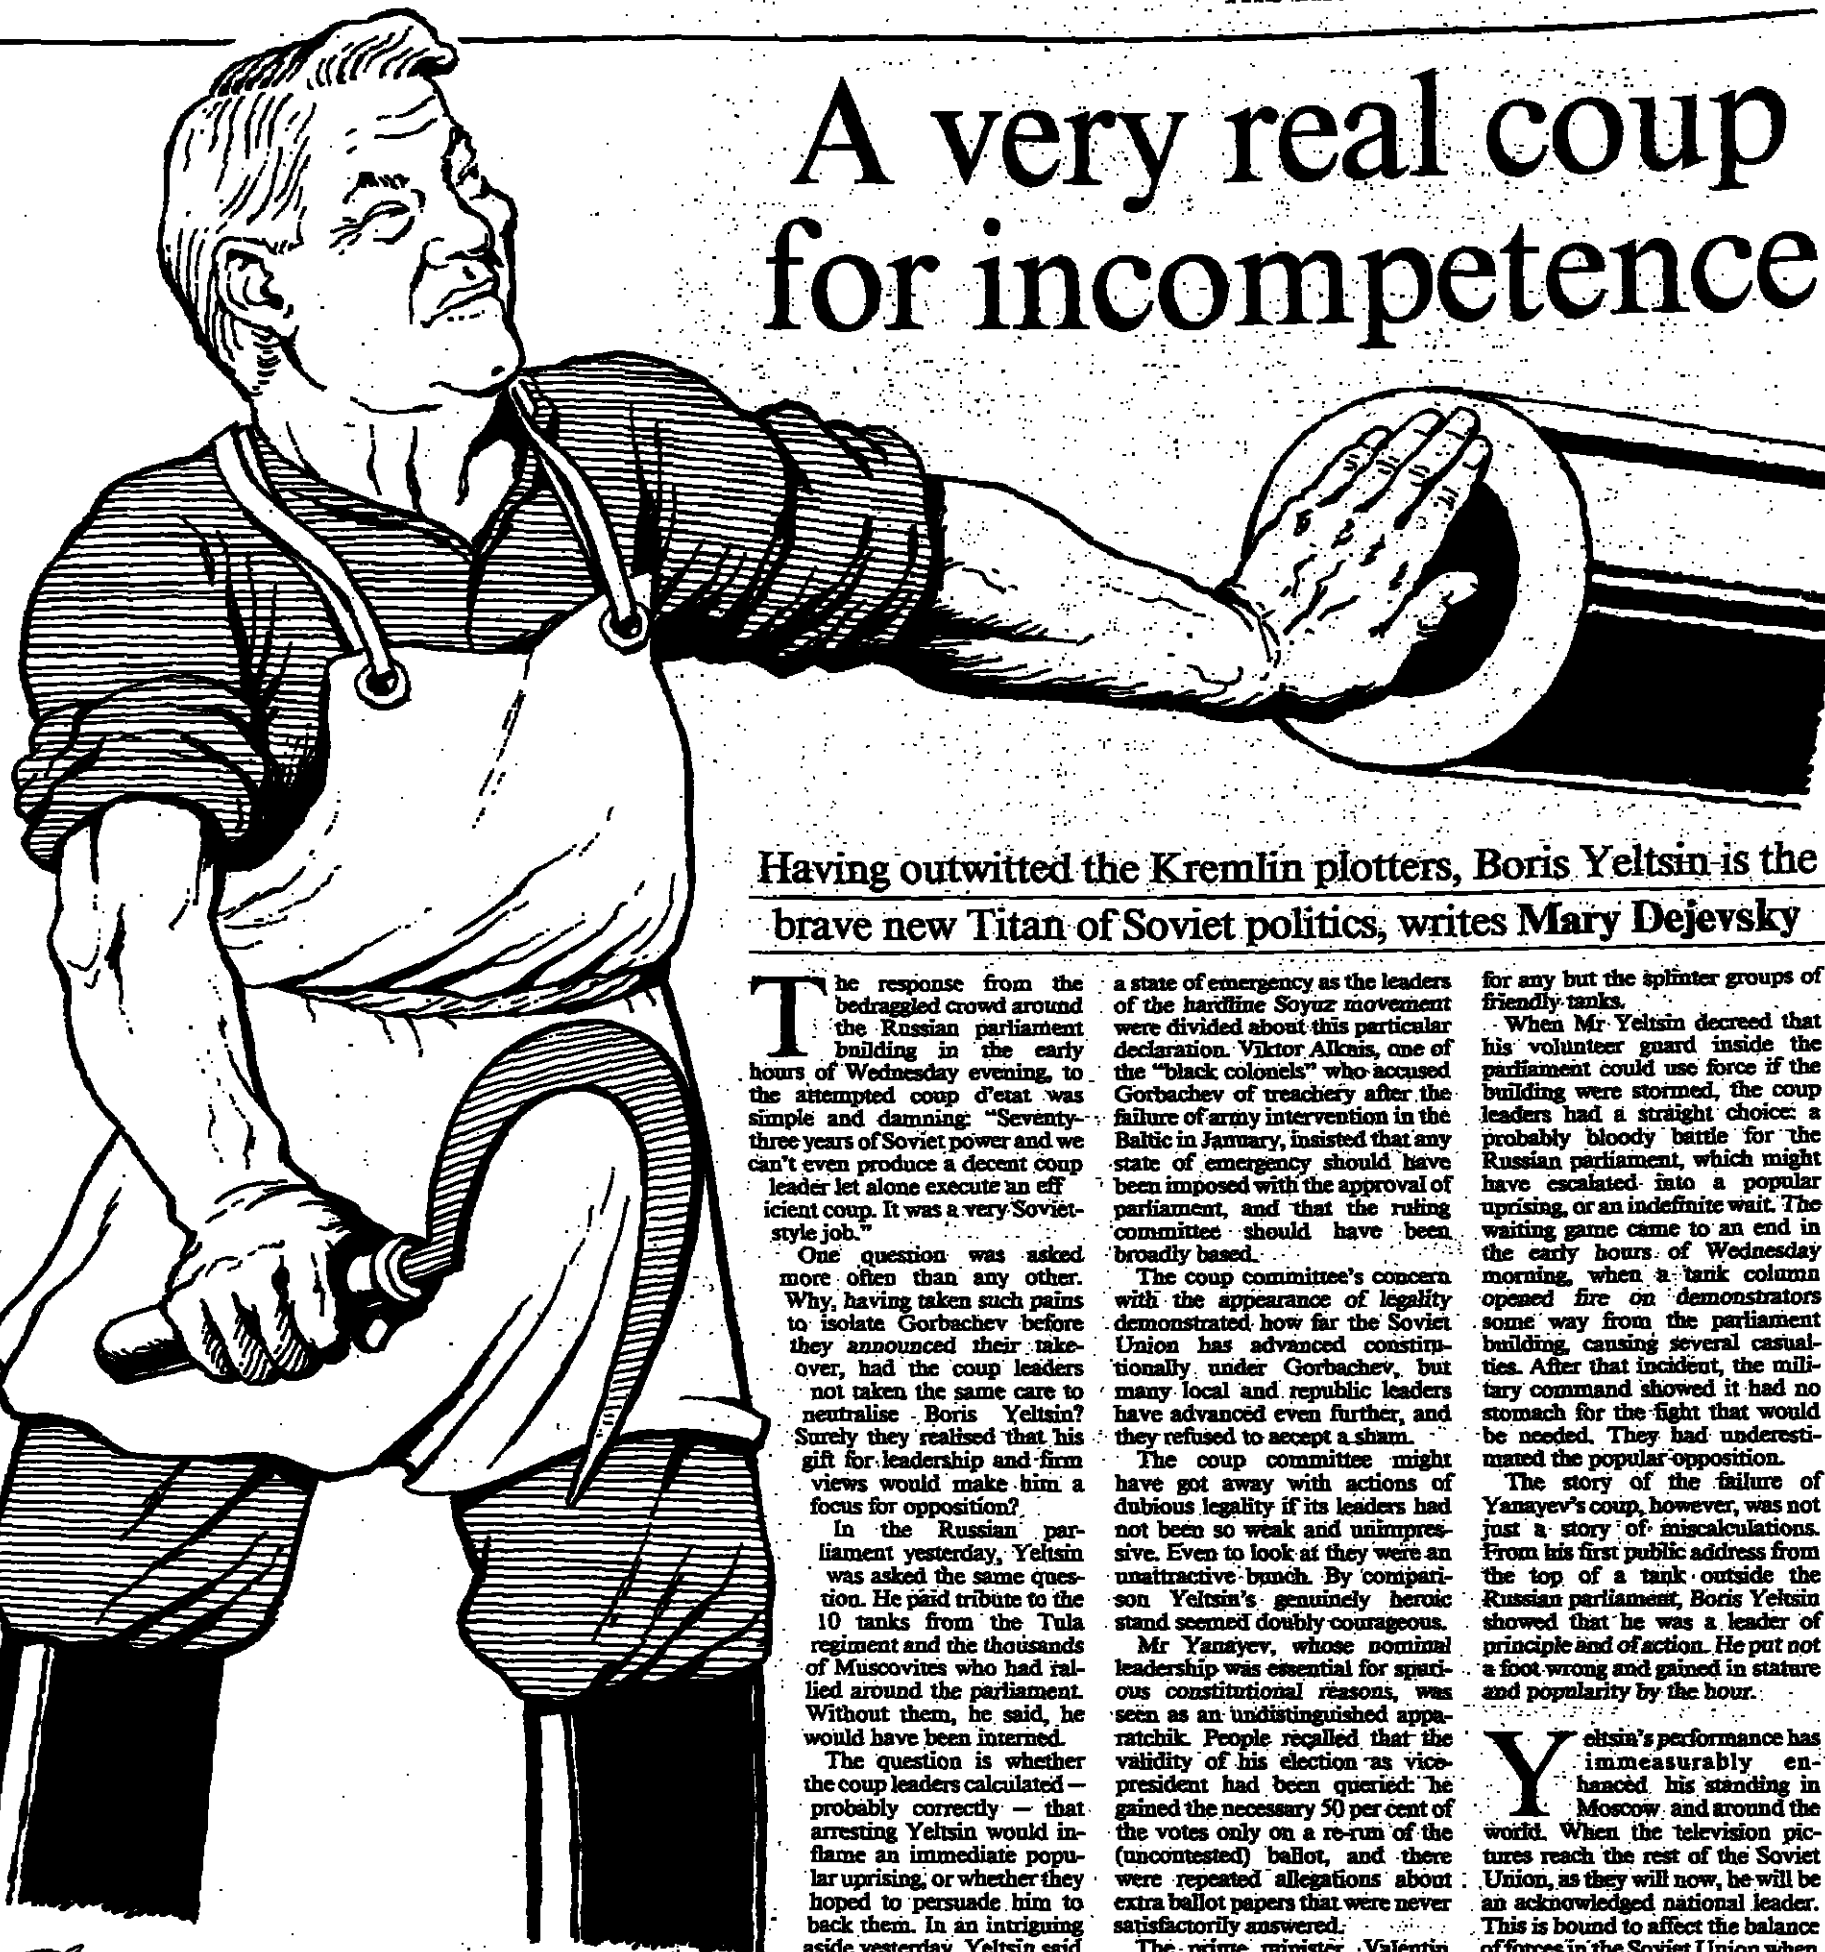 A very real coup
for incompetence
Having outwitted the Kremlin plotters, Boris Yeltsin is the
brave new Titan of Soviet politics, writes Mary Dejevsky
The response from the
bedraggled crowd around
the Russian parliament
building in the early
hours of Wednesday evening, to
the attempted coup d'etat was
simple and damning: "Seventy-
three years of Soviet power and we
can't even produce a decent coup
leader let alone execute an eff
icient coup. It was a very Soviet-
style job."
One question was asked
more often than any other.
Why, having taken such pains
to isolate Gorbachev before
they announced their take-
over, had the coup leaders
not taken the same care to
neutralise Boris Yeltsin?
Surely they realised that his
gift for leadership and firm
views would make him a
focus for opposition?
In the Russian par-
liament yesterday, Yeltsin
was asked the same ques-
tion. He paid tribute to the
10 tanks from the Tula
regiment and the thousands
of Muscovites who had ral-
lied around the parliament.
Without them, he said, he
would have been interned.
The question is whether
the coup leaders calculated —
probably correctly — that
arresting Yeltsin would in-
flame an immediate popu-
lar uprising, or whether they
hoped to persuade him to
back them. In an intriguing
aside yesterday, Yeltsin said
a state of emergency as the leaders
of the hardline Soyuz movement
were divided about this particular
declaration. Viktor Alknis, one of
the "black colonels" who accused
Gorbachev of treachery after the
failure of army intervention in the
Baltic in January, insisted that any
state of emergency should have
been imposed with the approval of
parliament, and that the ruling
committee should have been
broadly based.
The coup committee's concern
with the appearance of legality
demonstrated how far the Soviet
Union has advanced constitu-
tionally under Gorbachev, but
many local and republic leaders
have advanced even further, and
they refused to accept a sham.
The coup committee might
have got away with actions of
dubious legality if its leaders had
not been so weak and unimpres-
sive. Even to look at they were an
unattractive bunch. By compari-
son Yeltsin's genuinely heroic
stand seemed doubly courageous.
Mr Yanayev, whose nominal
leadership was essential for spuri-
ous constitutional reasons, was
seen as an undistinguished appa-
ratchik. People recalled that the
validity of his election as vice-
president had been queried: he
gained the necessary 50 per cent of
the votes only on a re-run of the
(uncontested) ballot, and there
were repeated allegations about
extra ballot papers that were never
satisfactorily answered.
The prime minister, Valentin
for any but the splinter groups of
friendly tanks.
When Mr Yeltsin decreed that
his volunteer guard inside the
parliament could use force if the
building were stormed, the coup
leaders had a straight choice: a
probably bloody battle for the
Russian parliament, which might
have escalated into a popular
uprising, or an indefinite wait. The
waiting game came to an end in
the early hours of Wednesday
morning, when a tank column
opened fire on demonstrators
some way from the parliament
building, causing several casual-
ties. After that incident, the mili-
tary command showed it had no
stomach for the fight that would
be needed. They had underesti-
mated the popular opposition.
The story of the failure of
Yanayev's coup, however, was not
just a story of miscalculations.
From his first public address from
the top of a tank outside the
Russian parliament, Boris Yeltsin
showed that he was a leader of
principle and of action. He put not
a foot wrong and gained in stature
and popularity by the hour.
Yeltsin's performance has
immeasurably en-
hanced his standing in
Moscow and around the
world. When the television pic-
tures reach the rest of the Soviet
Union, as they will now, he will be
an acknowledged national leader.
This is bound to affect the balance
of forces in the Soviet Union when